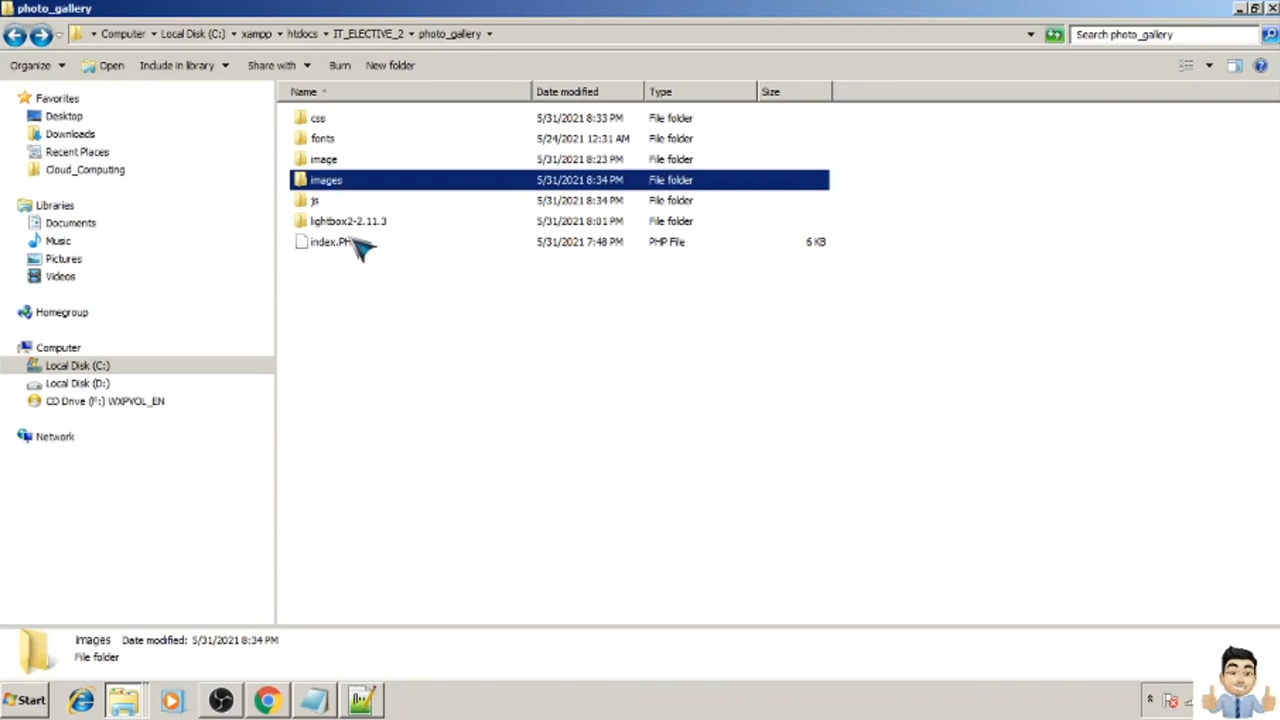 photo_gallery
Computer Local Disk (C:) xampp htdocs IT_ELECTIVE_2 photo_gallery
Search photo_gallery
Organize Open Include in library Share with Burn New folder
Name Date modified Type Size
Favorites
Desktop
Downloads
Recent Places
Cloud_Computing
Libraries
Documents
Music
Pictures
Videos
Homegroup
Computer
Local Disk (C:)
Local Disk (D:)
CD Drive (F:) WXPVOL_EN
Network
css 5/31/2021 8:33 PM File folder
fonts 5/24/2021 12:31 AM File folder
image 5/31/2021 8:23 PM File folder
images 5/31/2021 8:34 PM File folder
js 5/31/2021 8:34 PM File folder
lightbox2-2.11.3 5/31/2021 8:01 PM File folder
index.PH 5/31/2021 7:48 PM PHP File 6 KB
images Date modified: 5/31/2021 8:34 PM
File folder
Start